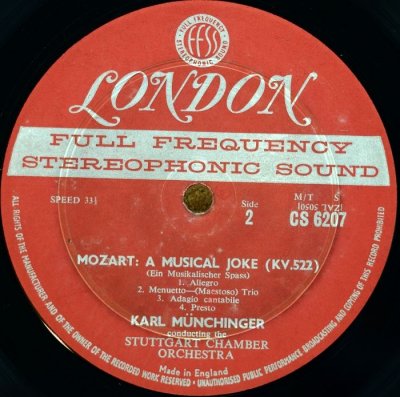 FULL FREQUENCY
FFSS
STEREOPHONIC SOUND
LONDON
FULL FREQUENCY
STEREOPHONIC SOUND
SPEED 33⅓
Side
2
M/T S
CS 6207
MOZART: A MUSICAL JOKE (KV.522)
(Ein Musikalischer Spass)
1. Allegro
2. Menuetto—(Maestoso) Trio
3. Adagio cantabile
4. Presto
KARL MÜNCHINGER
conducting the
STUTTGART CHAMBER
ORCHESTRA
Made in England
ALL RIGHTS OF THE MANUFACTURER AND OF THE OWNER OF THE RECORDED WORK RESERVED • UNAUTHORISED PUBLIC PERFORMANCE BROADCASTING AND COPYING OF THIS RECORD PROHIBITED